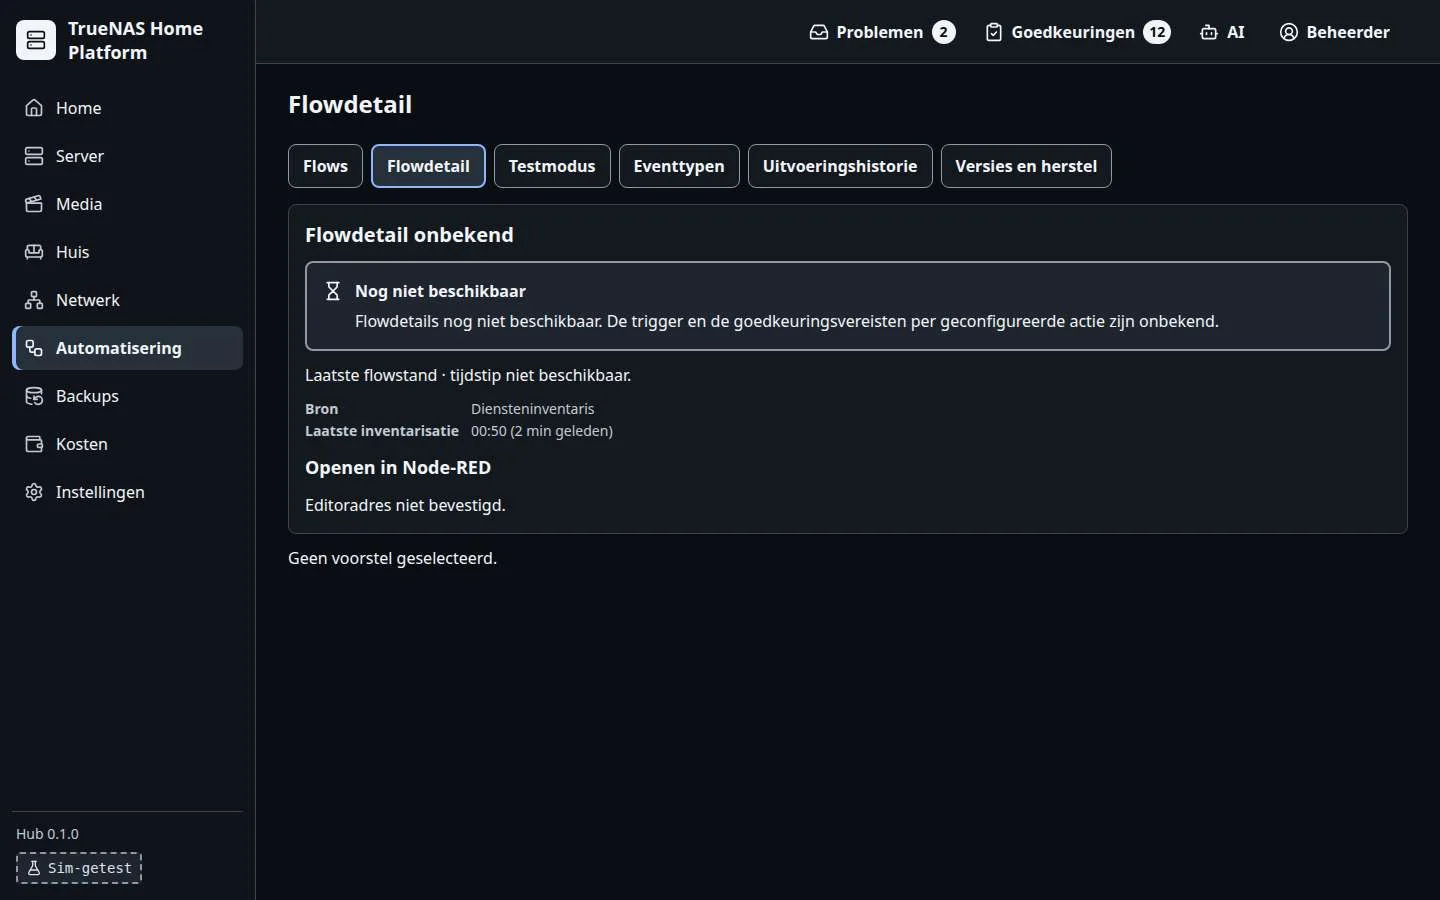 TrueNAS Home
Platform
Problemen 2
Goedkeuringen 12
AI
Beheerder
Home
Server
Media
Huis
Netwerk
Automatisering
Backups
Kosten
Instellingen
Hub 0.1.0
Sim-getest
Flowdetail
Flows
Flowdetail
Testmodus
Eventtypen
Uitvoeringshistorie
Versies en herstel
Flowdetail onbekend
Nog niet beschikbaar
Flowdetails nog niet beschikbaar. De trigger en de goedkeuringsvereisten per geconfigureerde actie zijn onbekend.
Laatste flowstand · tijdstip niet beschikbaar.
Bron Diensteninventaris
Laatste inventarisatie 00:50 (2 min geleden)
Openen in Node-RED
Editoradres niet bevestigd.
Geen voorstel geselecteerd.